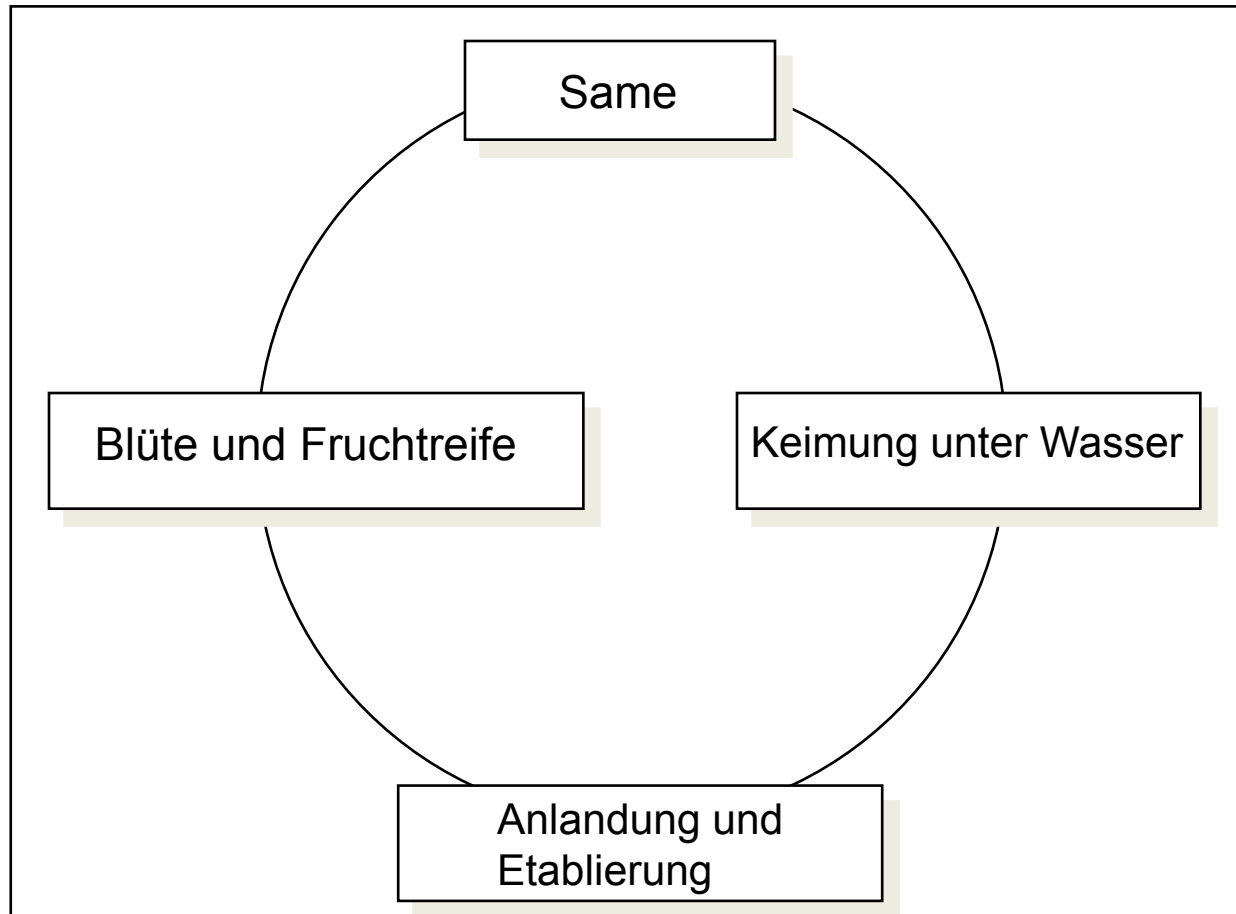 Same
Blüte und Fruchtreife
Keimung unter Wasser
Anlandung und
Etablierung